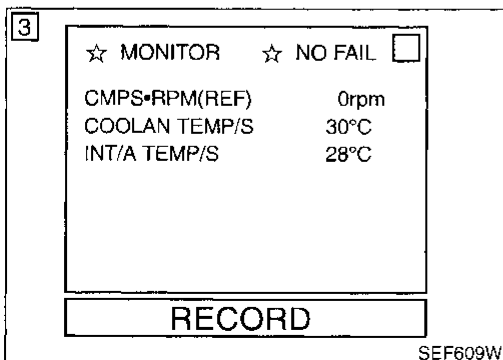 3
☆ MONITOR ☆ NO FAIL
CMPS•RPM(REF) 0rpm
COOLAN TEMP/S 30°C
INT/A TEMP/S 28°C
RECORD
SEF609W